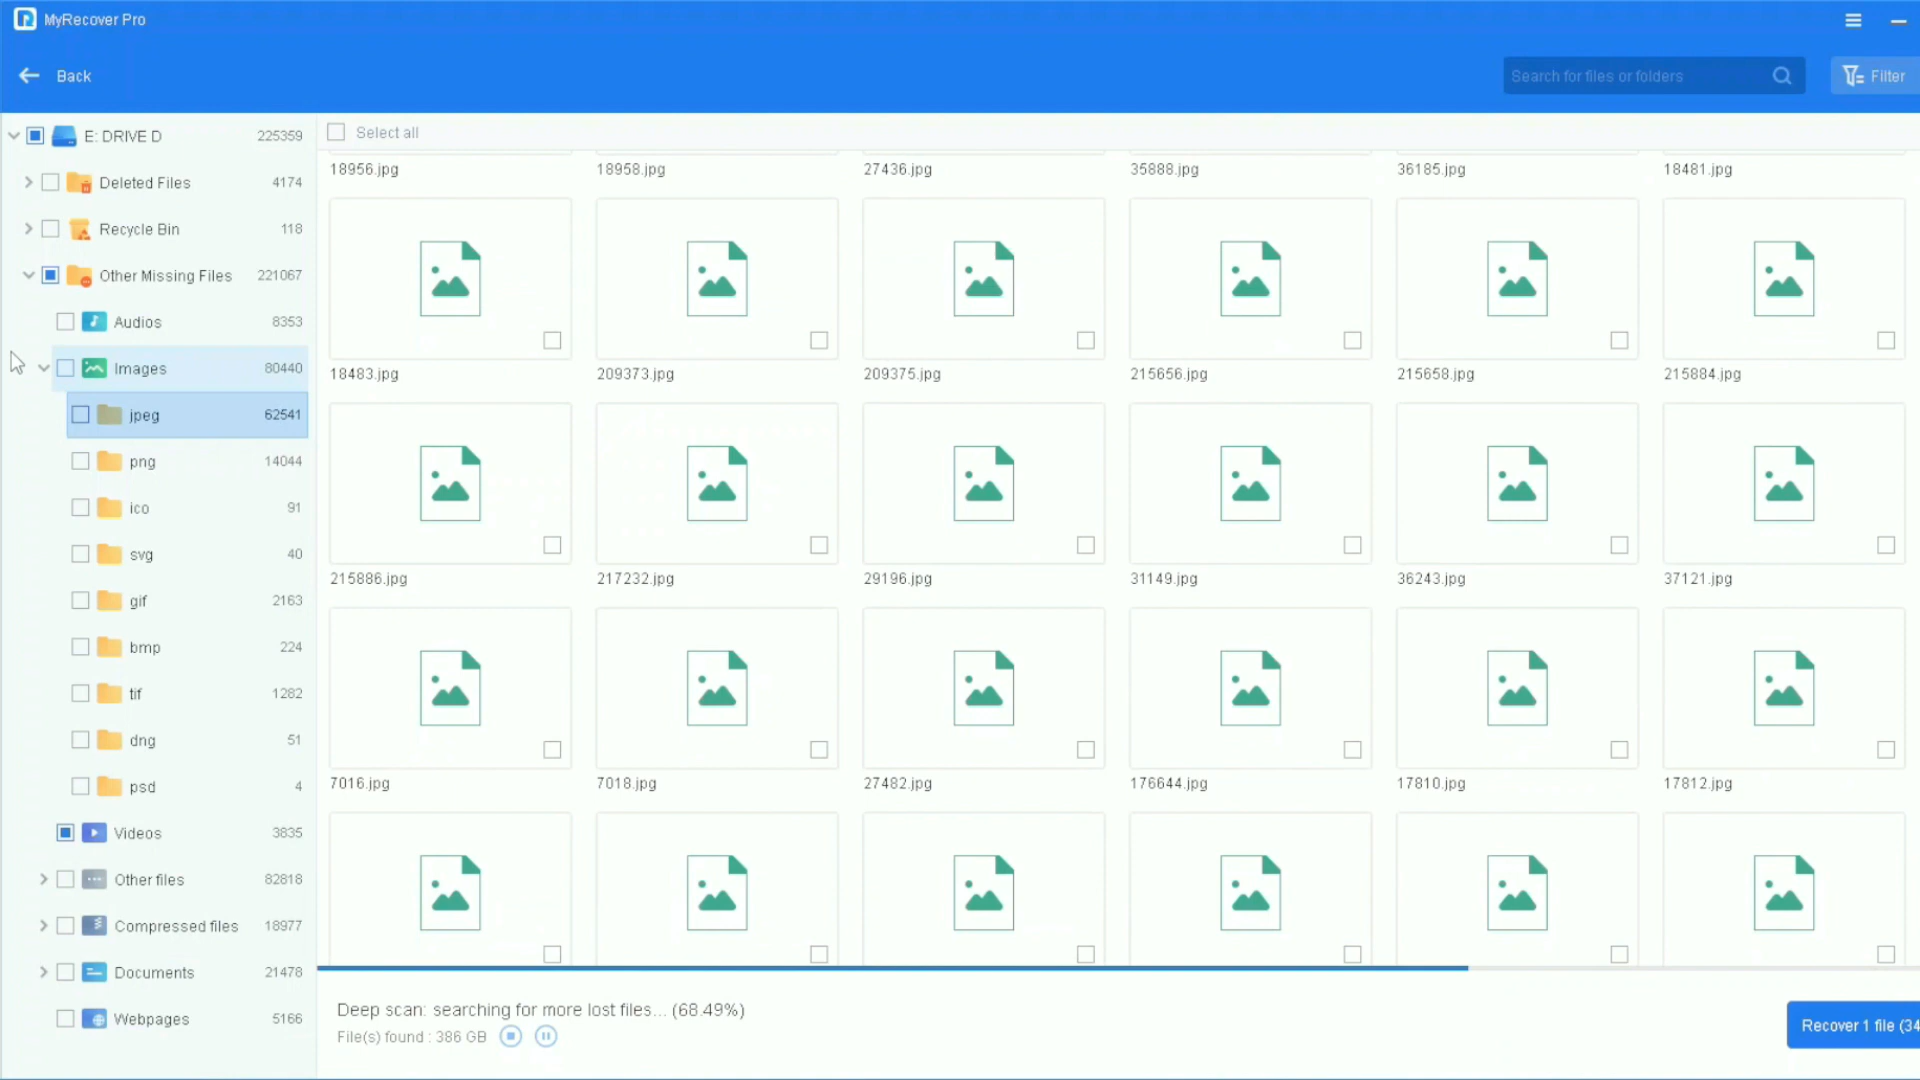 MyRecover Pro
Back
Search for files or folders
Filter
E: DRIVE D 225359
Deleted Files 4174
Recycle Bin 118
Other Missing Files 221067
Audios 8353
Images 80440
jpeg 62541
png 14044
ico 91
svg 40
gif 2163
bmp 224
tif 1282
dng 51
psd 4
Videos 3835
Other files 82818
Compressed files 18977
Documents 21478
Webpages 5166
Select all
18956.jpg 18958.jpg 27436.jpg 35888.jpg 36185.jpg 18481.jpg
18483.jpg 209373.jpg 209375.jpg 215656.jpg 215658.jpg 215884.jpg
215886.jpg 217232.jpg 29196.jpg 31149.jpg 36243.jpg 37121.jpg
7016.jpg 7018.jpg 27482.jpg 176644.jpg 17810.jpg 17812.jpg
Deep scan: searching for more lost files... (68.49%)
File(s) found : 386 GB
Recover 1 file (34